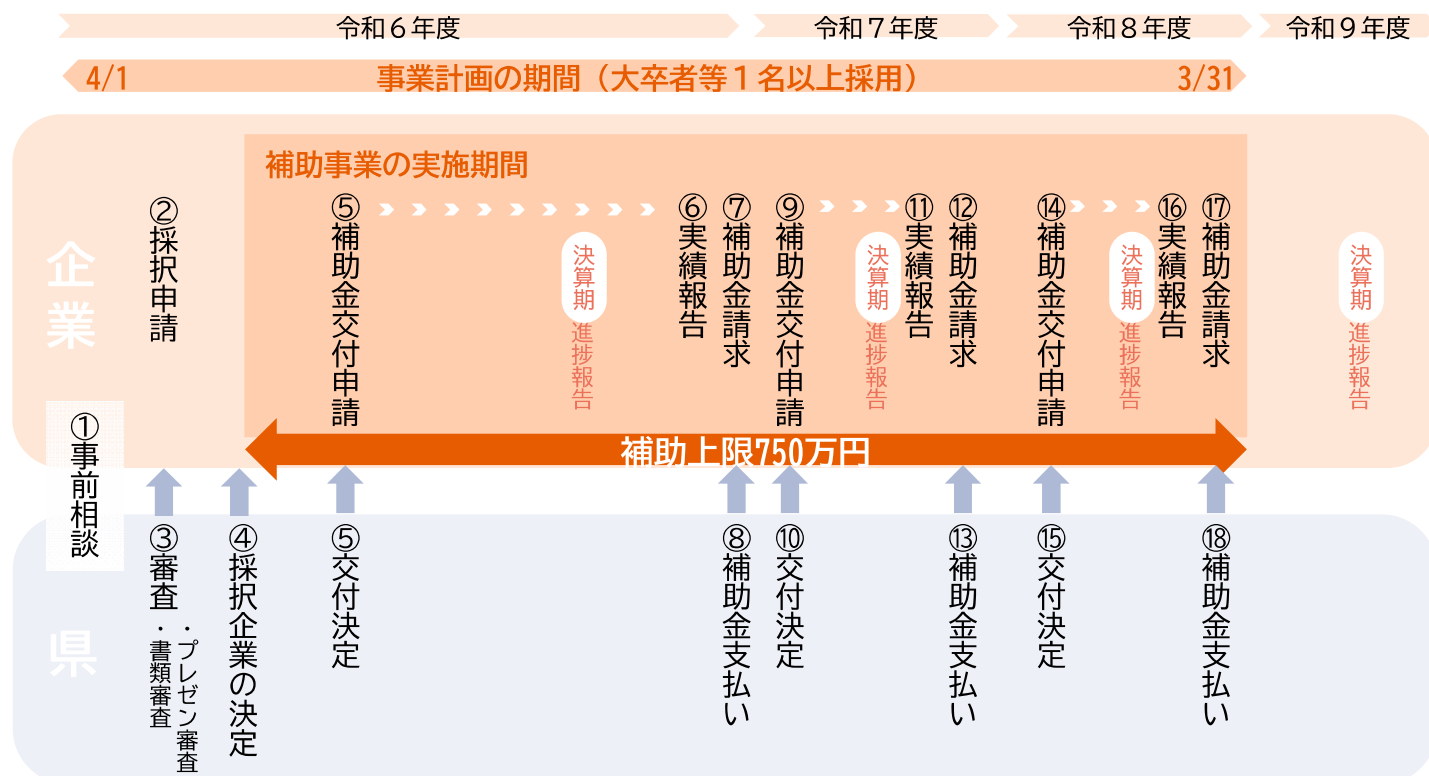 令和６年度
令和７年度
令和８年度
令和９年度
4/1
事業計画の期間（大卒者等１名以上採用）
3/31
補助事業の実施期間
企業
①事前相談
②採択申請
⑤補助金交付申請
決算期
進捗報告
⑥実績報告
⑦補助金請求
⑨補助金交付申請
決算期
進捗報告
⑪実績報告
⑫補助金請求
⑭補助金交付申請
決算期
進捗報告
⑯実績報告
⑰補助金請求
決算期
進捗報告
補助上限750万円
県
③審査
・プレゼン審査
・書類審査
④採択企業の決定
⑤交付決定
⑧補助金支払い
⑩交付決定
⑬補助金支払い
⑮交付決定
⑱補助金支払い